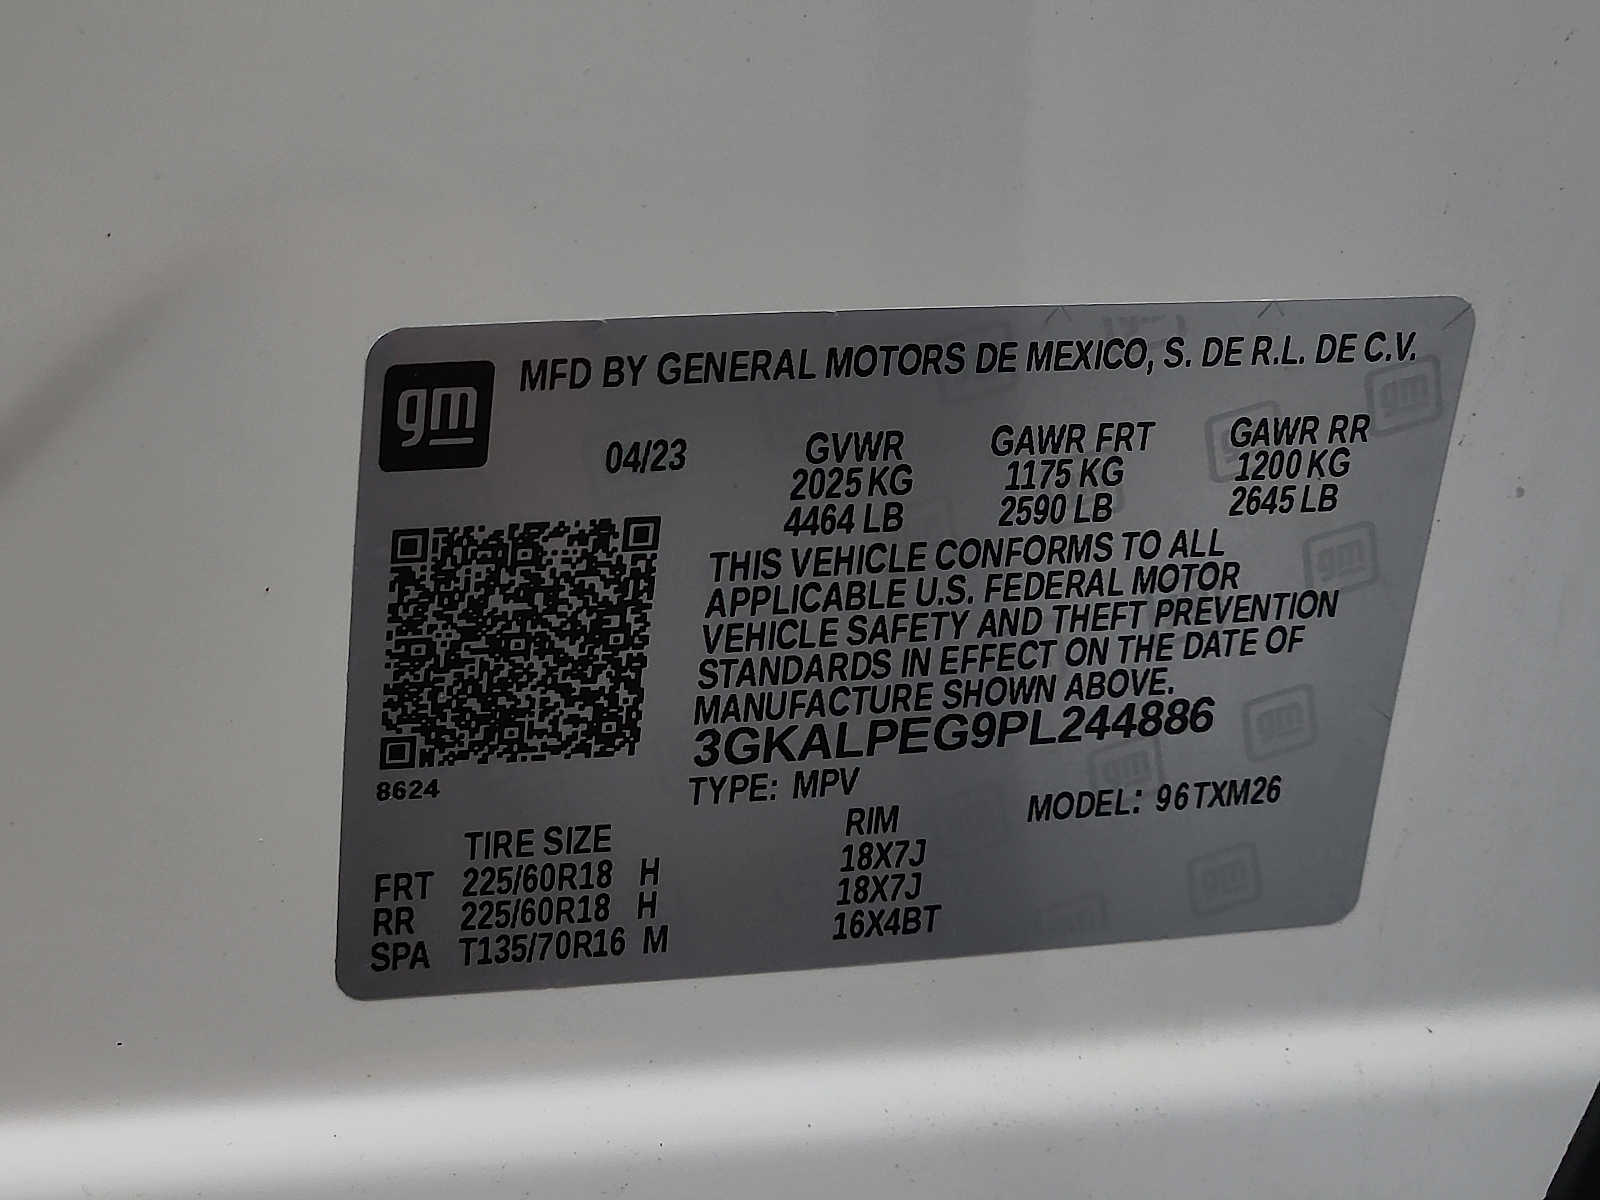 gm MFD BY GENERAL MOTORS DE MEXICO, S. DE R.L. DE C.V.
04/23 GVWR GAWR FRT GAWR RR
2025 KG 1175 KG 1200 KG
4464 LB 2590 LB 2645 LB
THIS VEHICLE CONFORMS TO ALL
APPLICABLE U.S. FEDERAL MOTOR
VEHICLE SAFETY AND THEFT PREVENTION
STANDARDS IN EFFECT ON THE DATE OF
MANUFACTURE SHOWN ABOVE.
3GKALPEG9PL244886
8624 TYPE: MPV MODEL: 96TXM26
TIRE SIZE RIM
FRT 225/60R18 H 18X7J
RR 225/60R18 H 18X7J
SPA T135/70R16 M 16X4BT